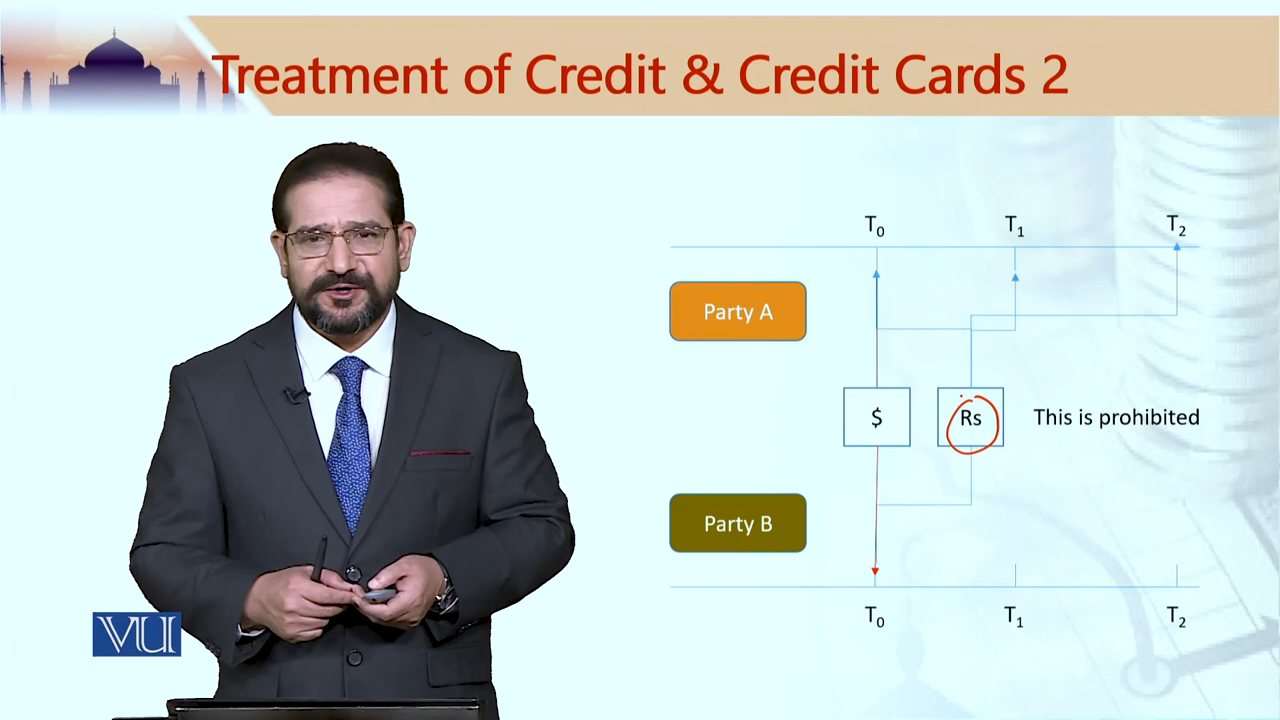 Treatment of Credit & Credit Cards 2
T₀ T₁ T₂
Party A
$ Rs This is prohibited
Party B
T₀ T₁ T₂
VU